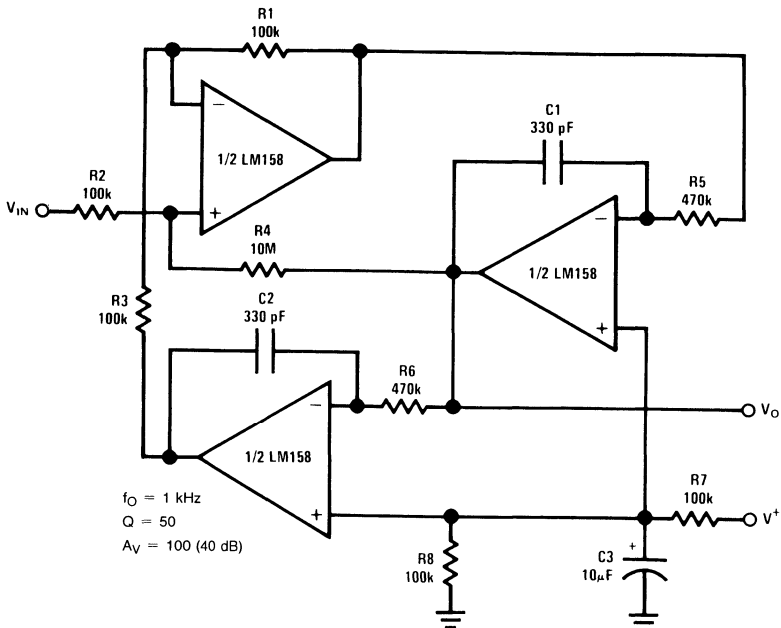 R1
100k
C1
330 pF
−
1/2 LM158
R2
100k
R5
470k
VIN
+
−
R4
10M
1/2 LM158
C2
330 pF
R3
100k
+
R6
470k
−
VO
1/2 LM158
R7
100k
fO = 1 kHz
Q = 50
+
V+
AV = 100 (40 dB)
R8
100k
+
C3
10µF